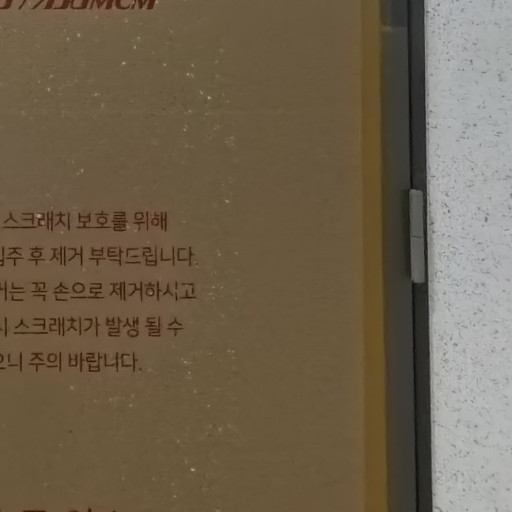 스크래치 보호를 위해
입주 후 제거 부탁드립니다.
거는 꼭 손으로 제거하시고
시 스크래치가 발생 될 수
으니 주의 바랍니다.